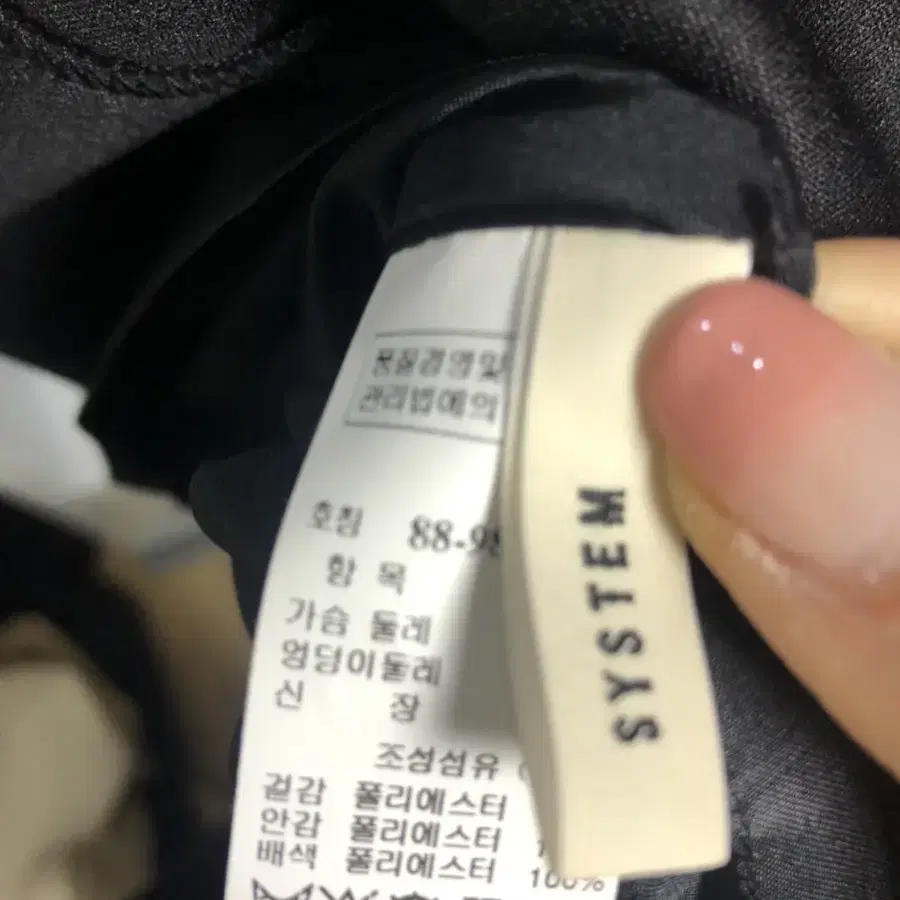 품질경영및
관리법에의
호칭 88-98
항 목
가슴 둘레
엉덩이둘레
신 장
조성섬유
겉감 폴리에스터
안감 폴리에스터
배색 폴리에스터 100%
SYSTEM